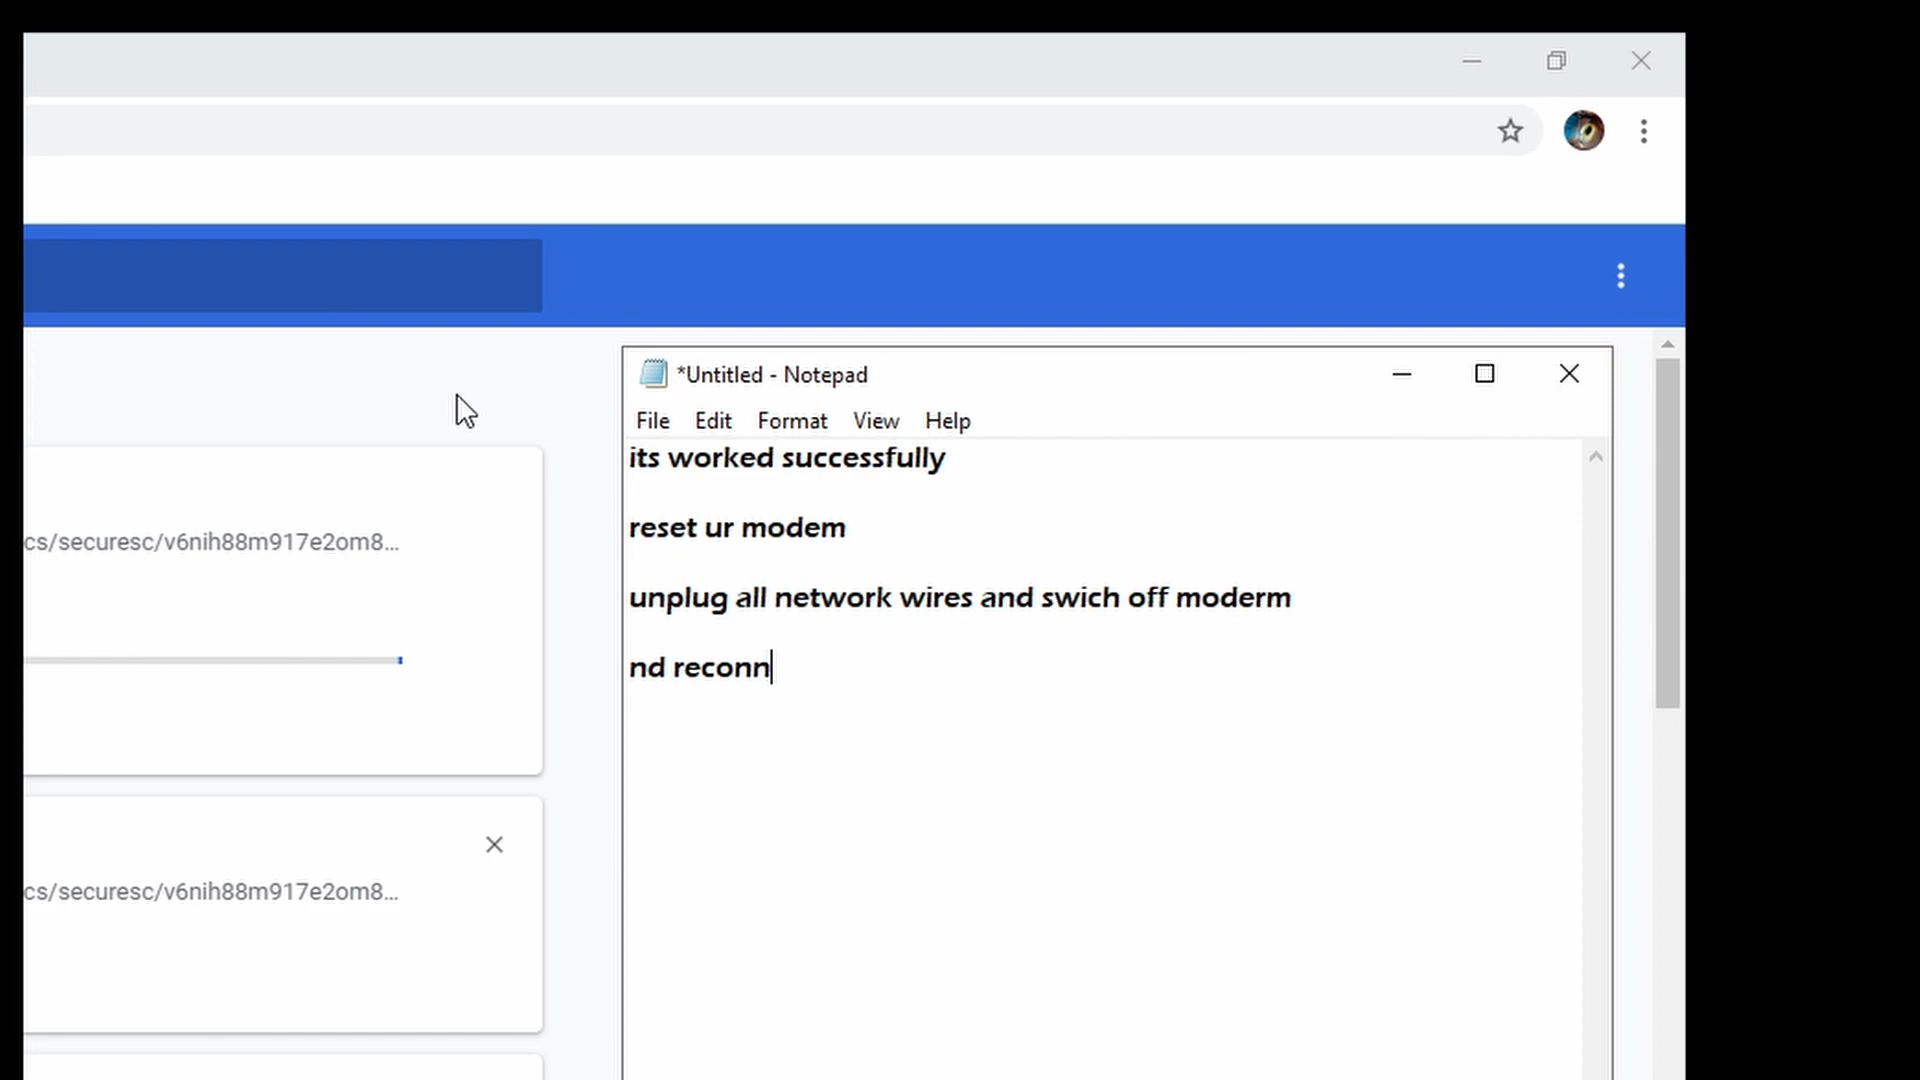 *Untitled - Notepad
File Edit Format View Help
its worked successfully
reset ur modem
unplug all network wires and swich off moderm
nd reconn
cs/securesc/v6nih88m917e2om8...
cs/securesc/v6nih88m917e2om8...